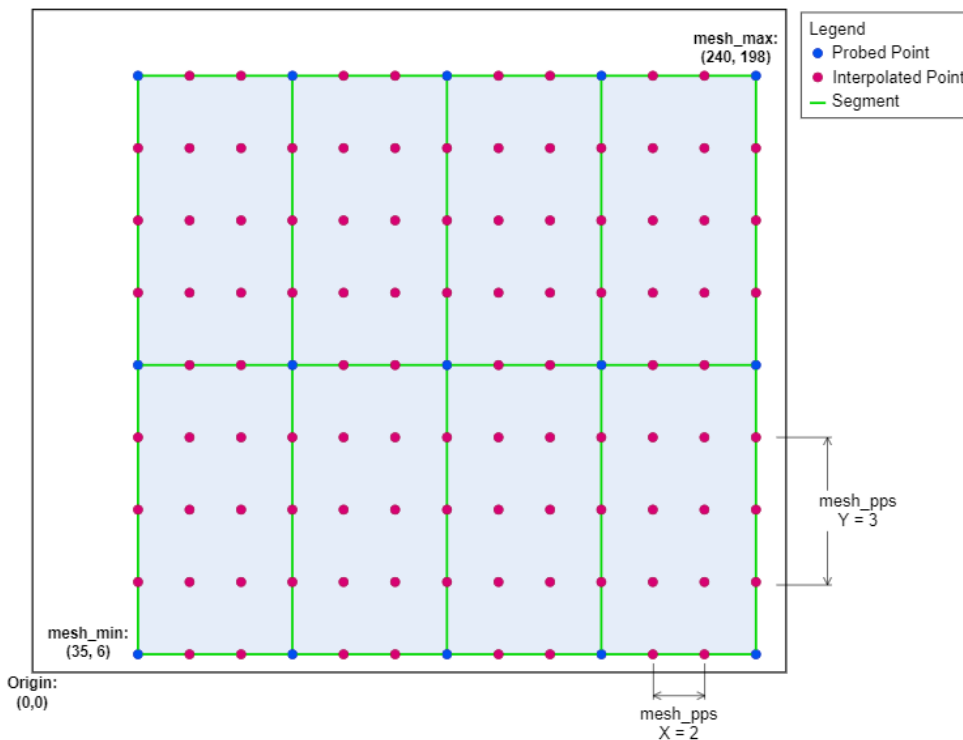 mesh_max:
(240, 198)
Legend
Probed Point
Interpolated Point
Segment
mesh_pps
Y = 3
mesh_min:
(35, 6)
Origin:
(0,0)
mesh_pps
X = 2